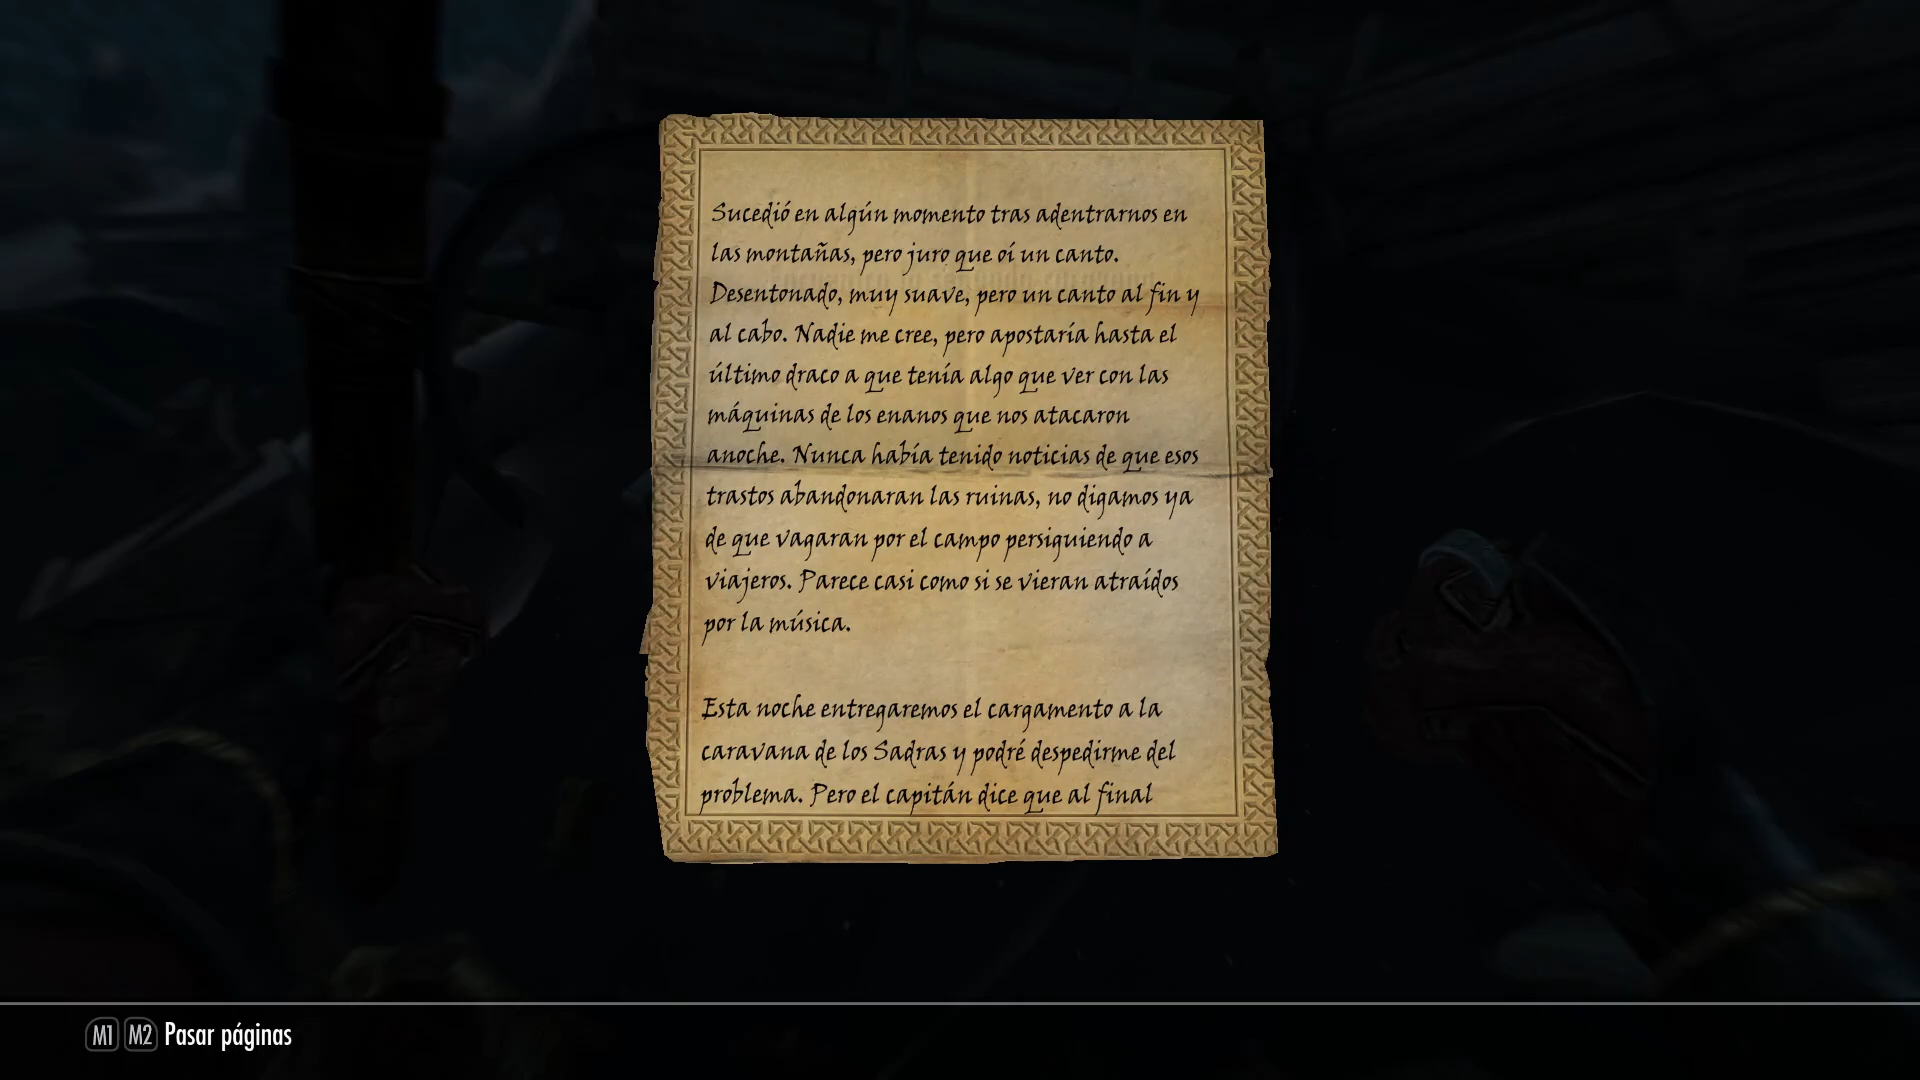 Sucedió en algún momento tras adentrarnos en
las montañas, pero juro que oí un canto.
Desentonado, muy suave, pero un canto al fin y
al cabo. Nadie me cree, pero apostaría hasta el
último draco a que tenía algo que ver con las
máquinas de los enanos que nos atacaron
anoche. Nunca había tenido noticias de que esos
trastos abandonaran las ruinas, no digamos ya
de que vagaran por el campo persiguiendo a
viajeros. Parece casi como si se vieran atraídos
por la música.
Esta noche entregaremos el cargamento a la
caravana de los Sadras y podré despedirme del
problema. Pero el capitán dice que al final
M1 M2 Pasar páginas